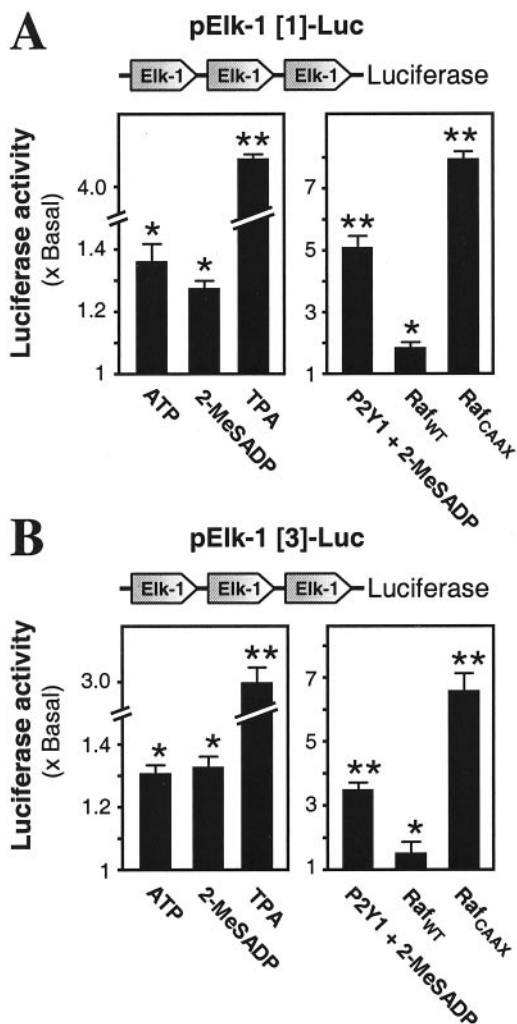 A
pElk-1 [1]-Luc
Elk-1 Elk-1 Elk-1 Luciferase
Luciferase activity
(x Basal)
4.0
1.4
1.2
1
** 
* 
*
ATP
2-MeSADP
TPA
7
5
3
1
**
*
**
P2Y1 + 2-MeSADP
RafWT
RafCAAX
B
pElk-1 [3]-Luc
Elk-1 Elk-1 Elk-1 Luciferase
Luciferase activity
(x Basal)
3.0
1.4
1.2
1
*
*
**
ATP
2-MeSADP
TPA
7
5
3
1
**
*
**
P2Y1 + 2-MeSADP
RafWT
RafCAAX